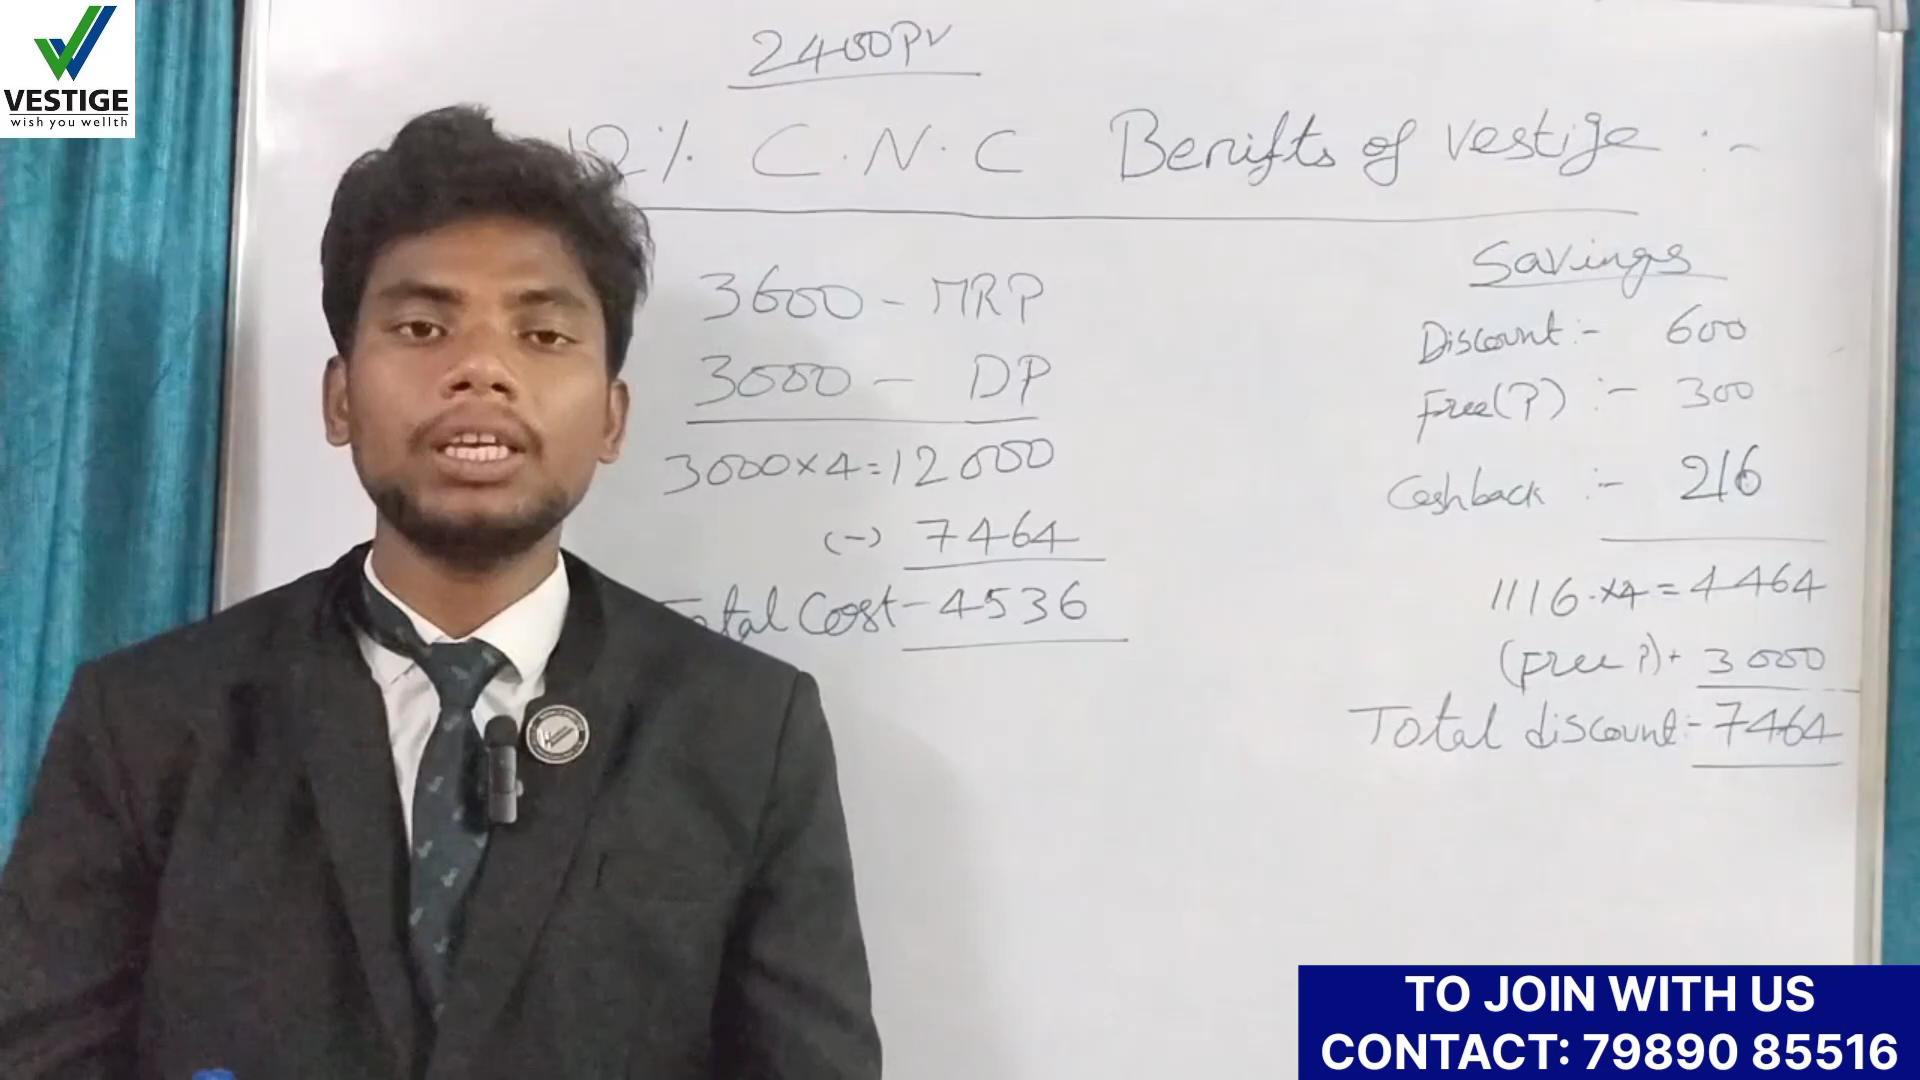 VESTIGE
wish you wellth
2400PV
12% C.N.C Benifts of vestige :-
3600 - MRP
3000 - DP
3000×4=12000
(-) 7464
Total Cost-4536
Savings
Discount:- 600
Free(P) :- 300
Cashback :- 216
1116×4=4464
(Free P)+ 3000
Total discount:-7464
TO JOIN WITH US
CONTACT: 79890 85516